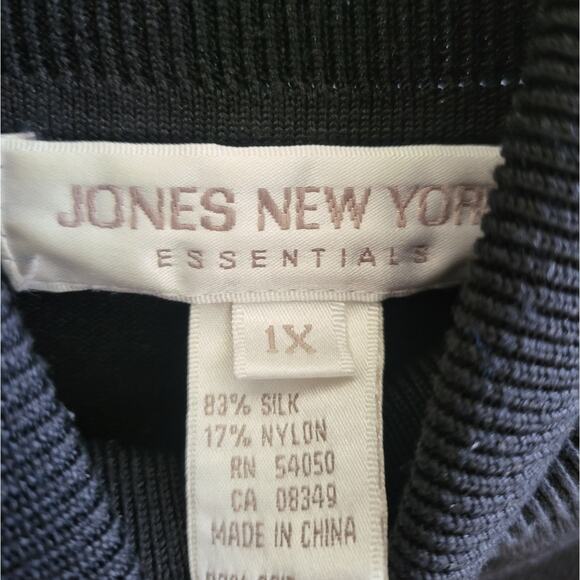 JONES NEW YOR
ESSENTIALS
1X
83% SILK
17% NYLON
RN 54050
CA 08349
MADE IN CHINA